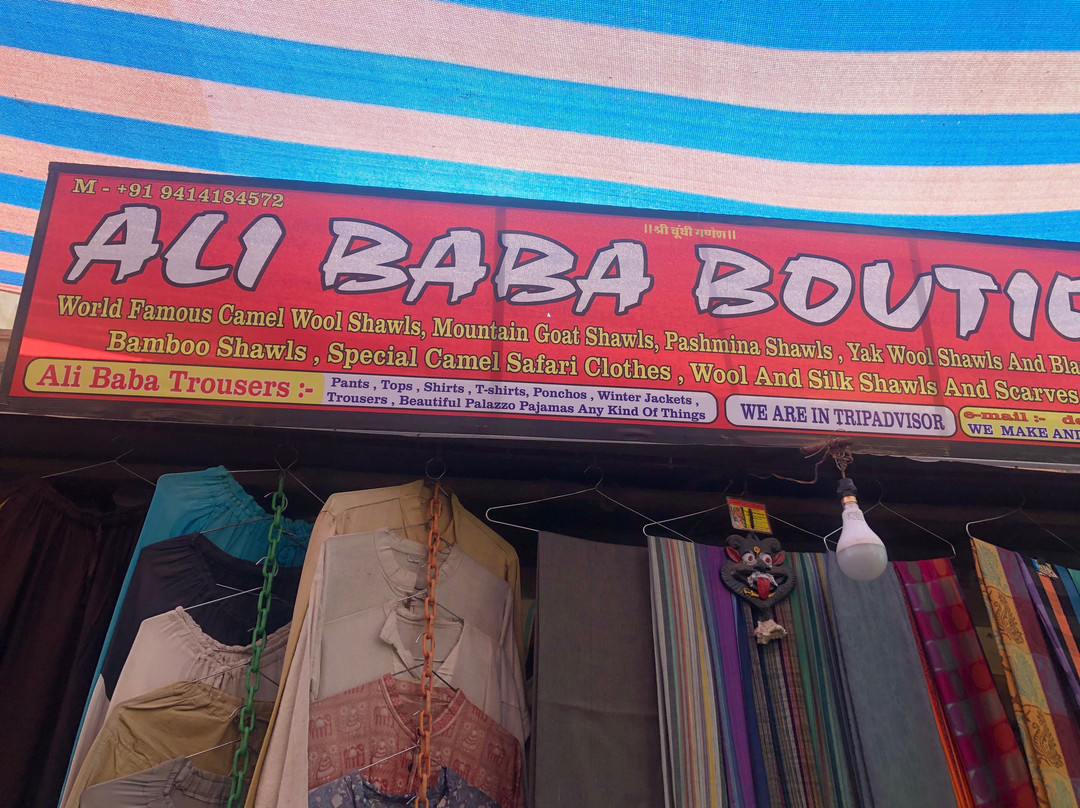 M - +91 9414184572
॥श्री चूंघी गणेश॥
ALI BABA BOUTI
World Famous Camel Wool Shawls, Mountain Goat Shawls, Pashmina Shawls , Yak Wool Shawls And Bla
Bamboo Shawls , Special Camel Safari Clothes , Wool And Silk Shawls And Scarves
Ali Baba Trousers :-
Pants , Tops , Shirts , T-shirts, Ponchos , Winter Jackets ,
Trousers , Beautiful Palazzo Pajamas Any Kind Of Things
WE ARE IN TRIPADVISOR
e-mail :- de
WE MAKE AN